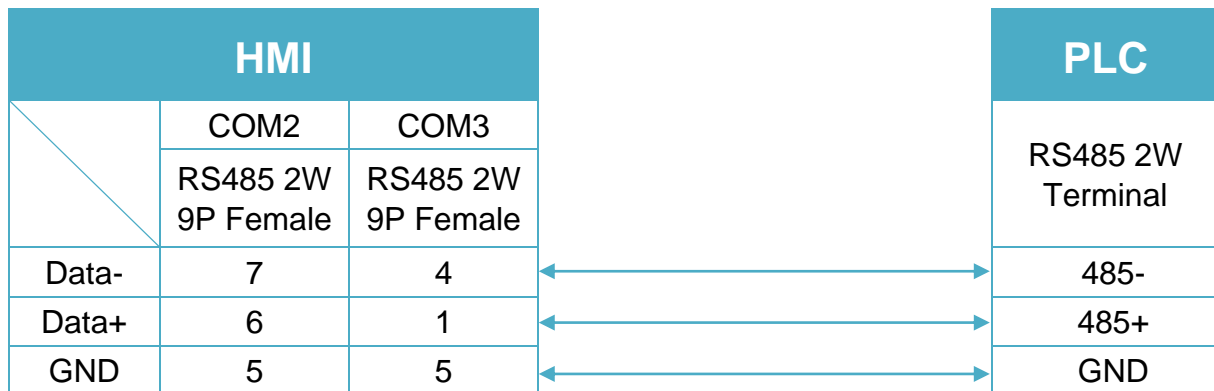 HMI
PLC
COM2 COM3
RS485 2W
9P Female
RS485 2W
9P Female
RS485 2W
Terminal
Data- 7 4 485-
Data+ 6 1 485+
GND 5 5 GND